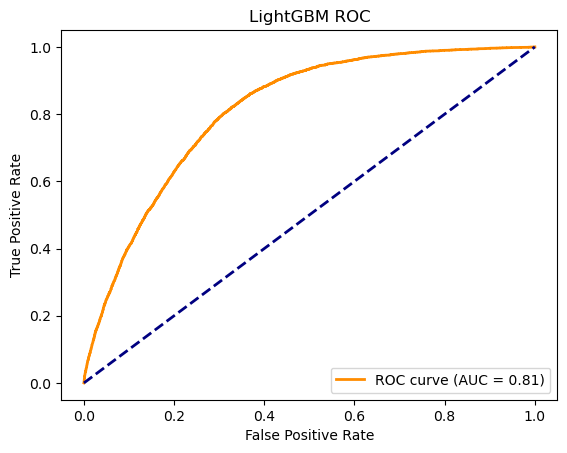 LightGBM ROC
True Positive Rate
1.0
0.8
0.6
0.4
0.2
0.0
ROC curve (AUC = 0.81)
0.0 0.2 0.4 0.6 0.8 1.0
False Positive Rate